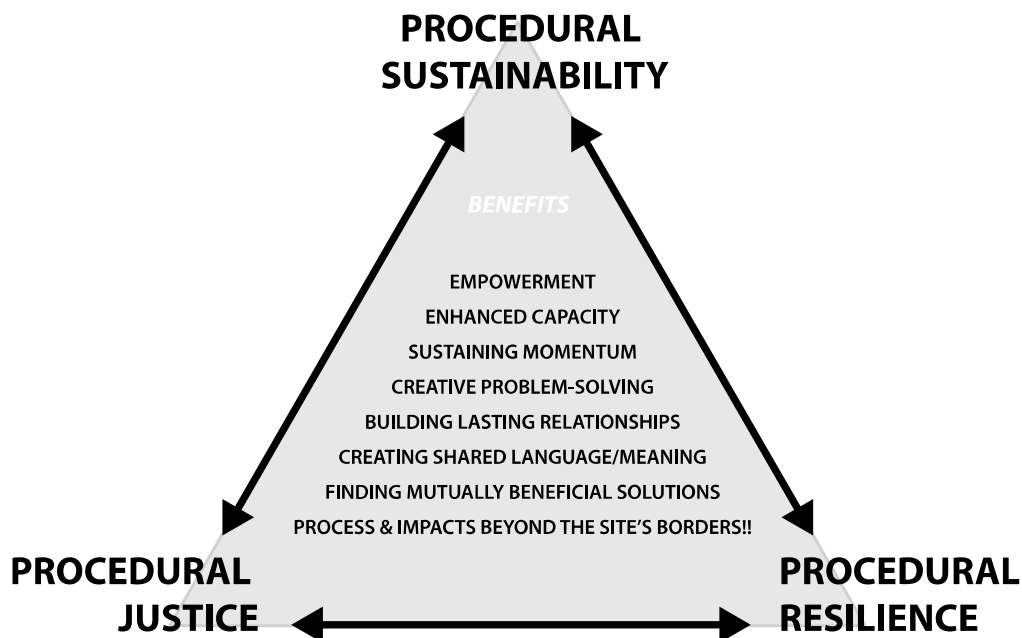 PROCEDURAL
SUSTAINABILITY
BENEFITS
EMPOWERMENT
ENHANCED CAPACITY
SUSTAINING MOMENTUM
CREATIVE PROBLEM-SOLVING
BUILDING LASTING RELATIONSHIPS
CREATING SHARED LANGUAGE/MEANING
FINDING MUTUALLY BENEFICIAL SOLUTIONS
PROCESS & IMPACTS BEYOND THE SITE'S BORDERS!!
PROCEDURAL
JUSTICE
PROCEDURAL
RESILIENCE